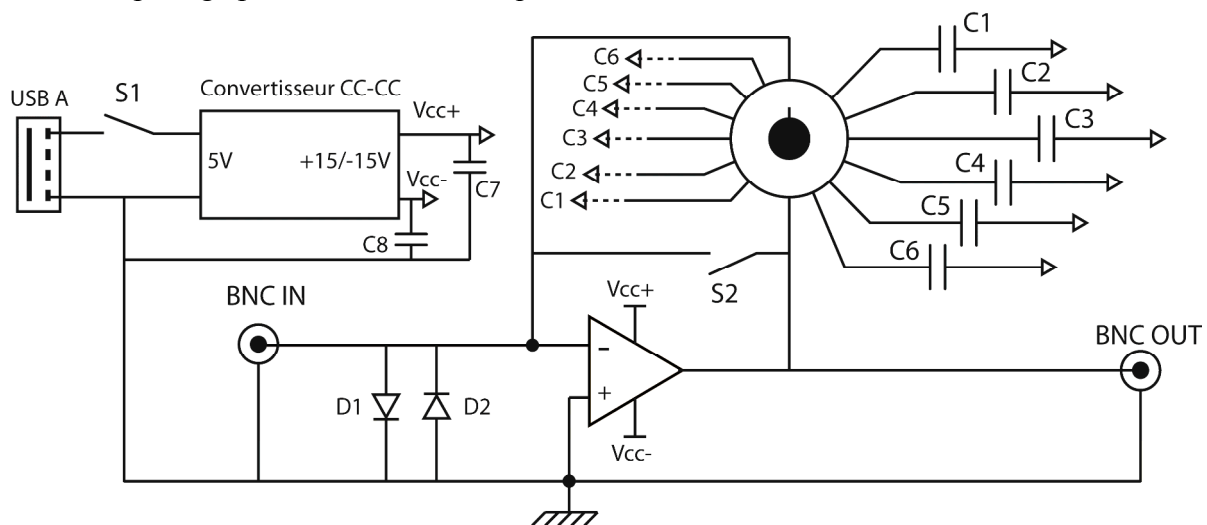 C1
C6
C2
USB A
S1
Convertisseur CC-CC
Vcc+
C5
C4
C3
5V
+15/-15V
C3
C4
Vcc-
C7
C2
C5
C1
C8
C6
S2
BNC IN
Vcc+
BNC OUT
–
+
D1
D2
Vcc-